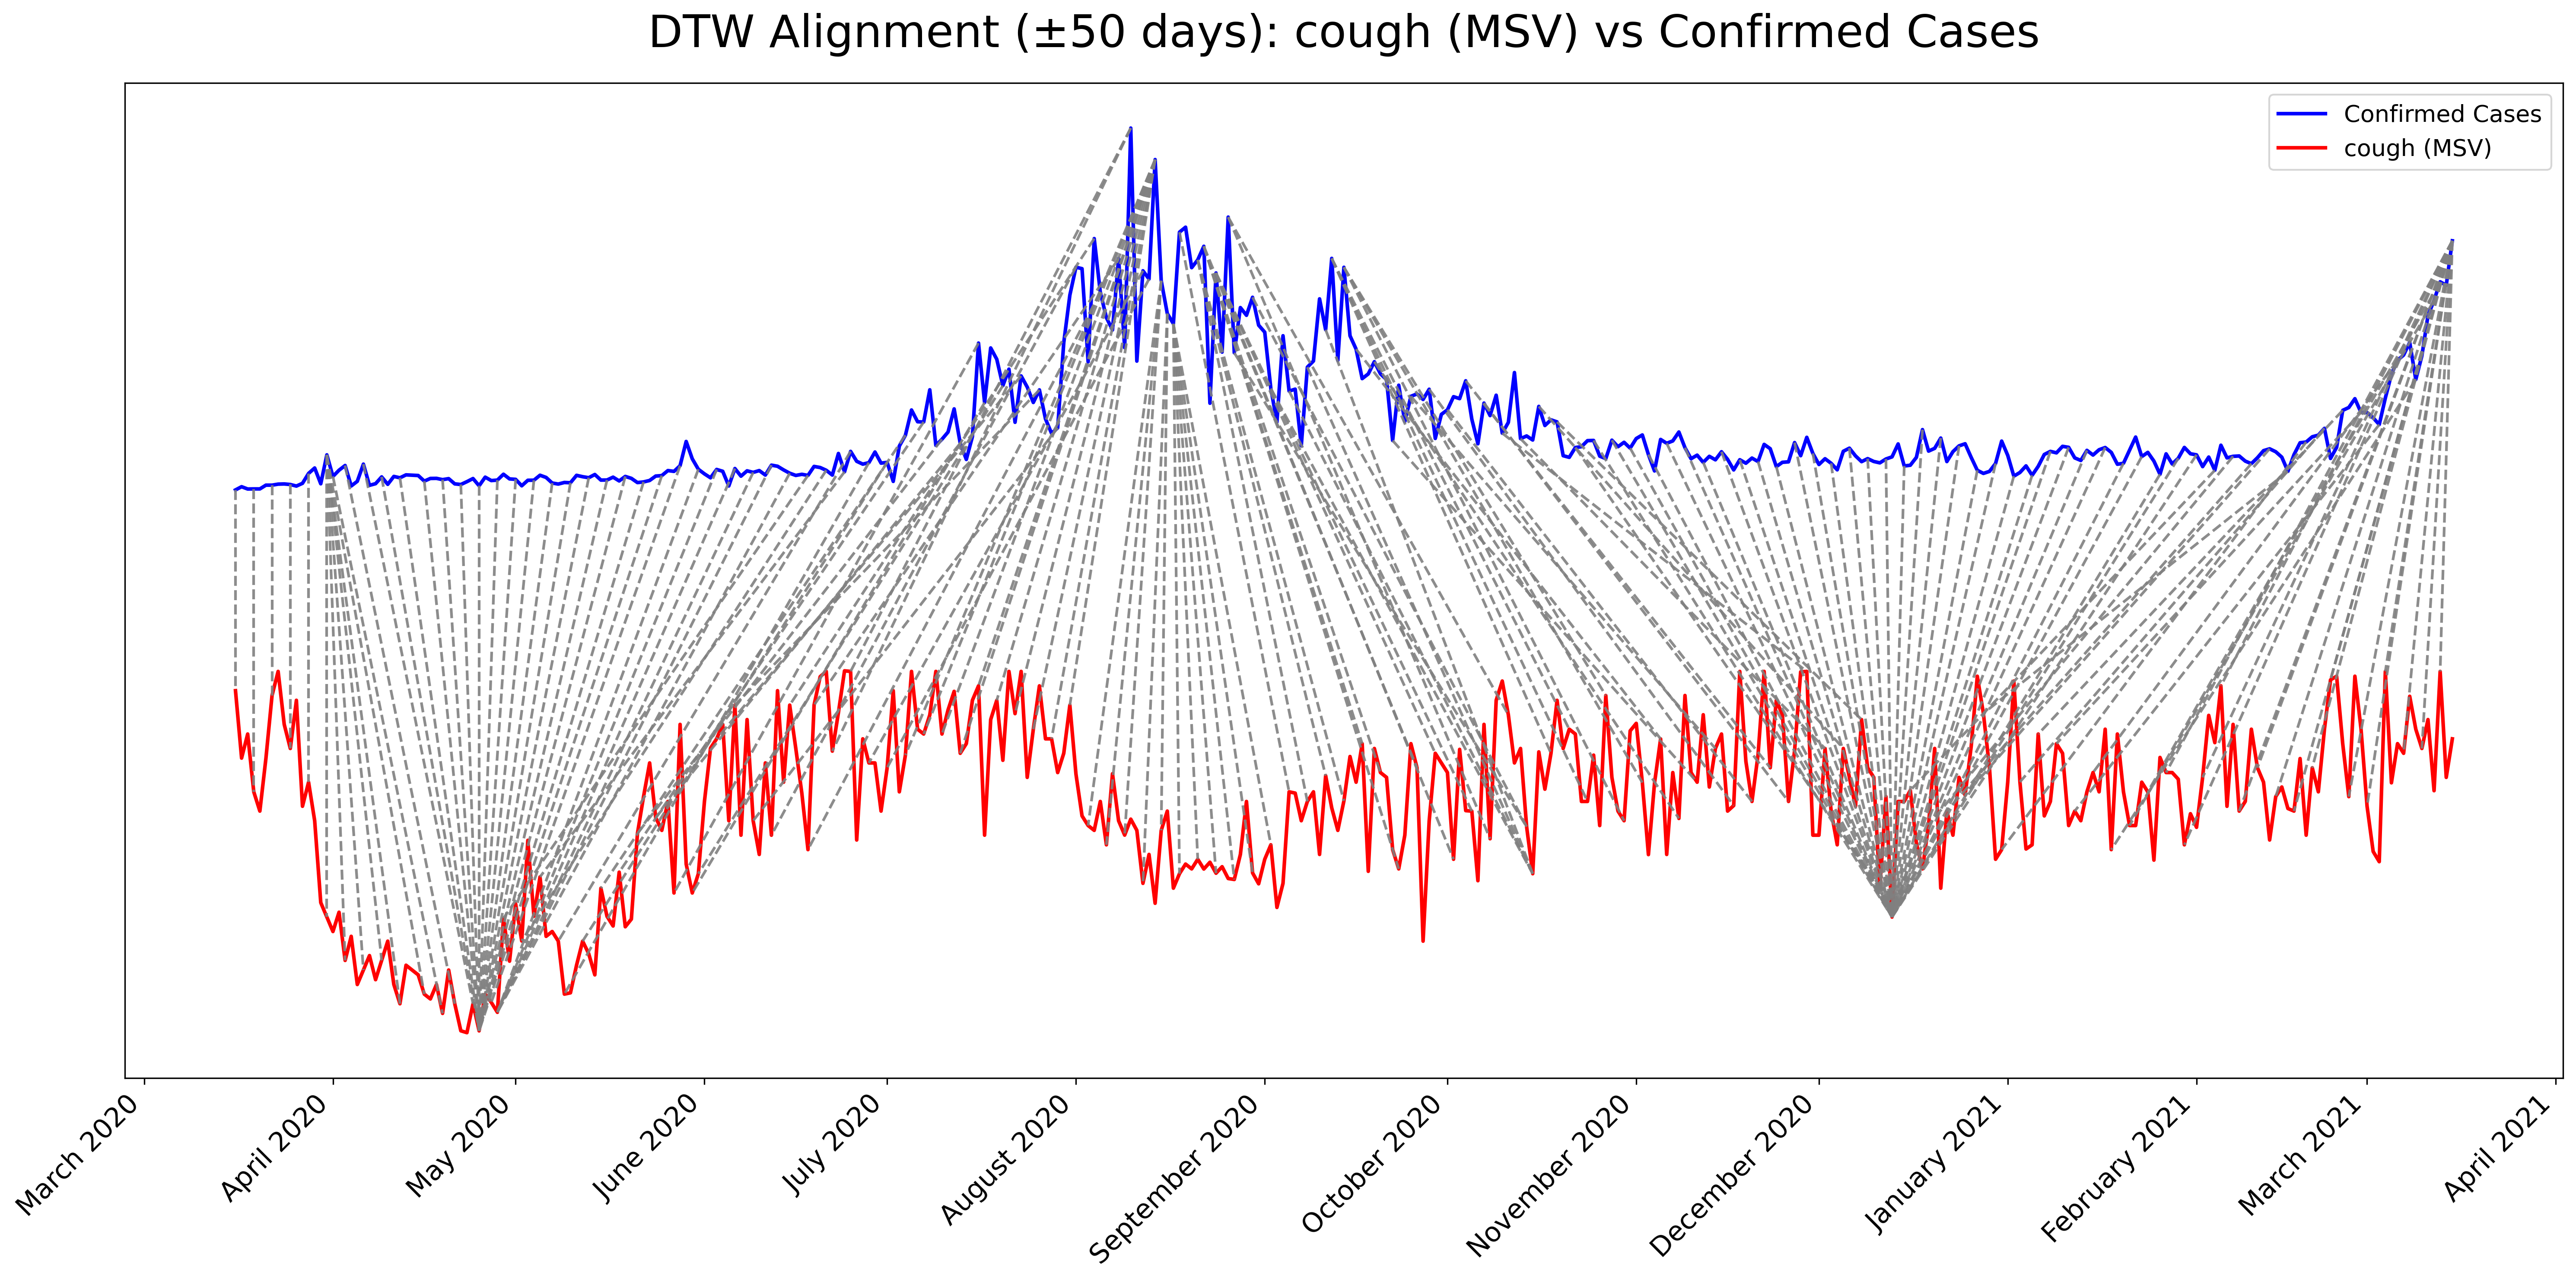 DTW Alignment (±50 days): cough (MSV) vs Confirmed Cases
Confirmed Cases
cough (MSV)
March 2020
April 2020
May 2020
June 2020
July 2020
August 2020
September 2020
October 2020
November 2020
December 2020
January 2021
February 2021
March 2021
April 2021